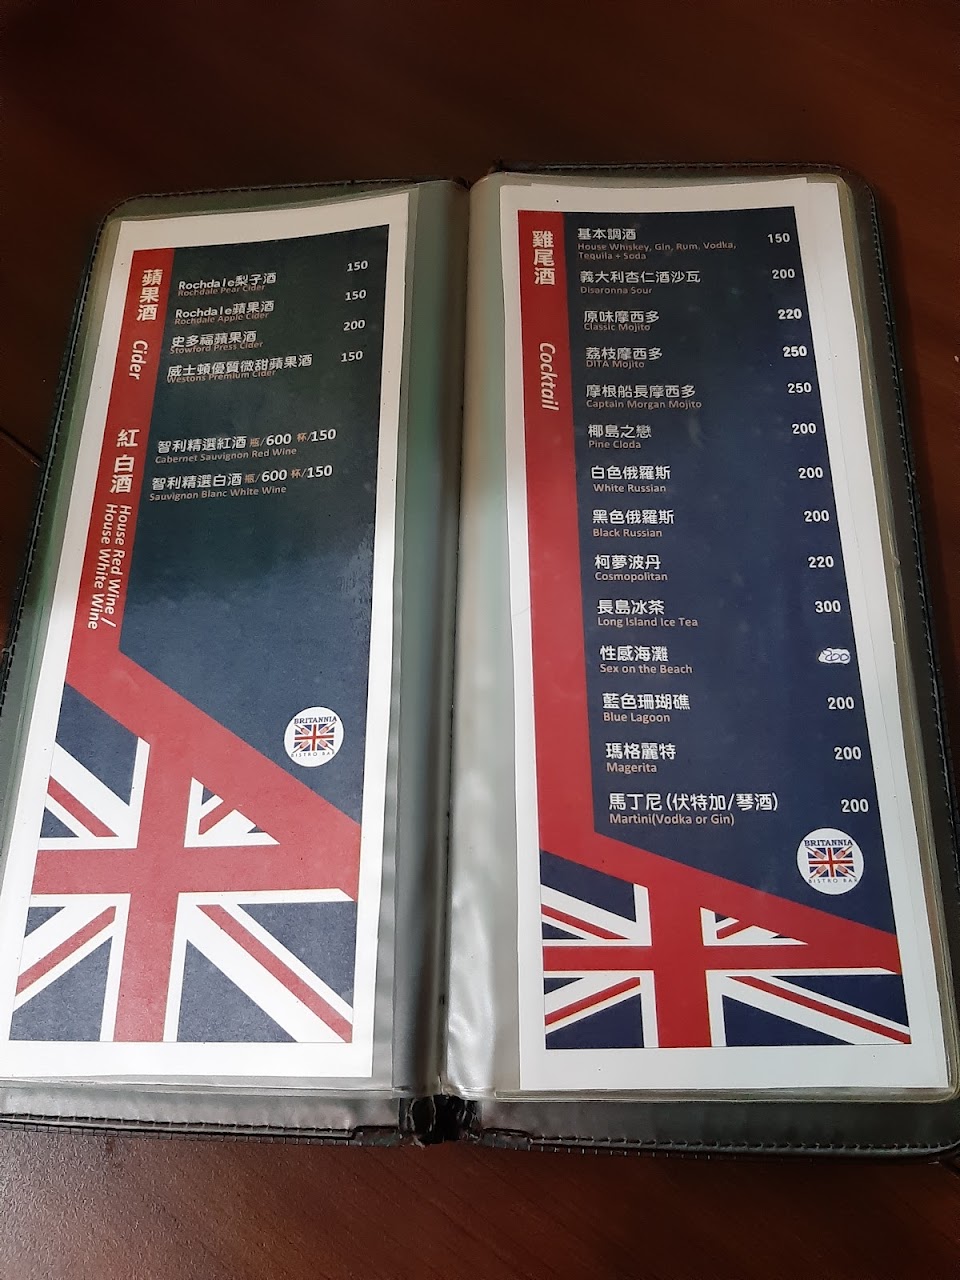 蘋果酒 Cider
Rochdale梨子酒 150
Rochdale Pear Cider
Rochdale蘋果酒 150
Rochdale Apple Cider
史多福蘋果酒 200
Stowford Press Cider
威士頓優質微甜蘋果酒 150
Westons Premium Cider
紅白酒 House Red Wine /
House White Wine
智利精選紅酒 瓶/600 杯/150
Cabernet Sauvignon Red Wine
智利精選白酒 瓶/600 杯/150
Sauvignon Blanc White Wine
BRITANNIA
BISTRO BAR
雞尾酒 Cocktail
基本調酒 150
House Whiskey, Gin, Rum, Vodka,
Tequila + Soda
義大利杏仁酒沙瓦 200
Disaronna Sour
原味摩西多 220
Classic Mojito
荔枝摩西多 250
DITA Mojito
摩根船長摩西多 250
Captain Morgan Mojito
椰島之戀 200
Pine Cloda
白色俄羅斯 200
White Russian
黑色俄羅斯 200
Black Russian
柯夢波丹 220
Cosmopolitan
長島冰茶 300
Long Island Ice Tea
性感海灘 200
Sex on the Beach
藍色珊瑚礁 200
Blue Lagoon
瑪格麗特 200
Magerita
馬丁尼(伏特加/琴酒) 200
Martini(Vodka or Gin)
BRITANNIA
BISTRO BAR